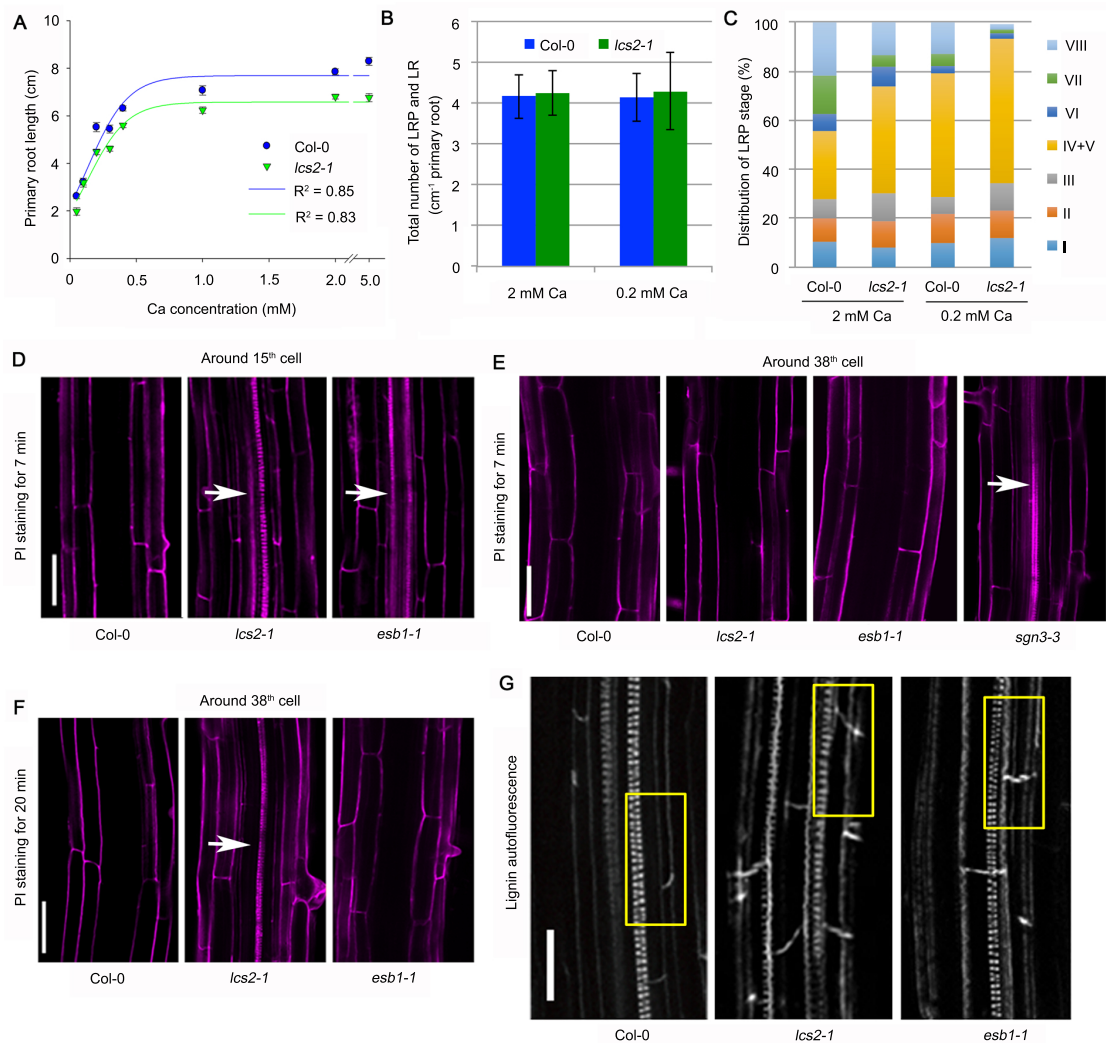 A
Primary root length (cm)
10
8
6
4
2
0
Col-0
lcs2-1
R² = 0.85
R² = 0.83
0 1.0 2.0 5.0
Ca concentration (mM)
B
Total number of LRP and LR
(cm⁻¹ primary root)
6
5
4
3
2
1
0
Col-0 lcs2-1
2 mM Ca 0.2 mM Ca
C
Distribution of LRP stage (%)
100
80
60
40
20
0
VIII
VII
VI
IV+V
III
II
I
Col-0 lcs2-1 Col-0 lcs2-1
2 mM Ca 0.2 mM Ca
D
Around 15th cell
PI staining for 7 min
Col-0 lcs2-1 esb1-1
E
Around 38th cell
PI staining for 7 min
Col-0 lcs2-1 esb1-1 sgn3-3
F
Around 38th cell
PI staining for 20 min
Col-0 lcs2-1 esb1-1
G
Lignin autofluorescence
Col-0 lcs2-1 esb1-1